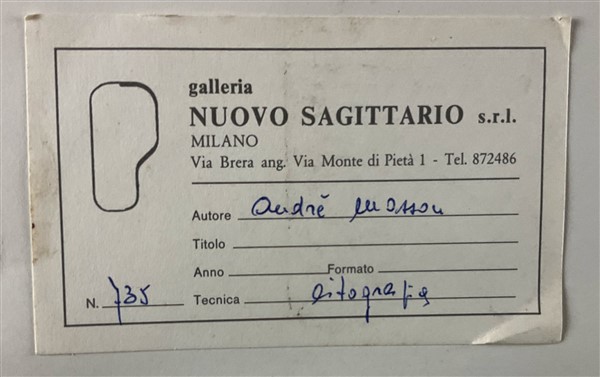 galleria
NUOVO SAGITTARIO s.r.l.
MILANO
Via Brera ang. Via Monte di Pietà 1 - Tel. 872486
Autore André Masson
Titolo
Anno Formato
N. 735 Tecnica litografia